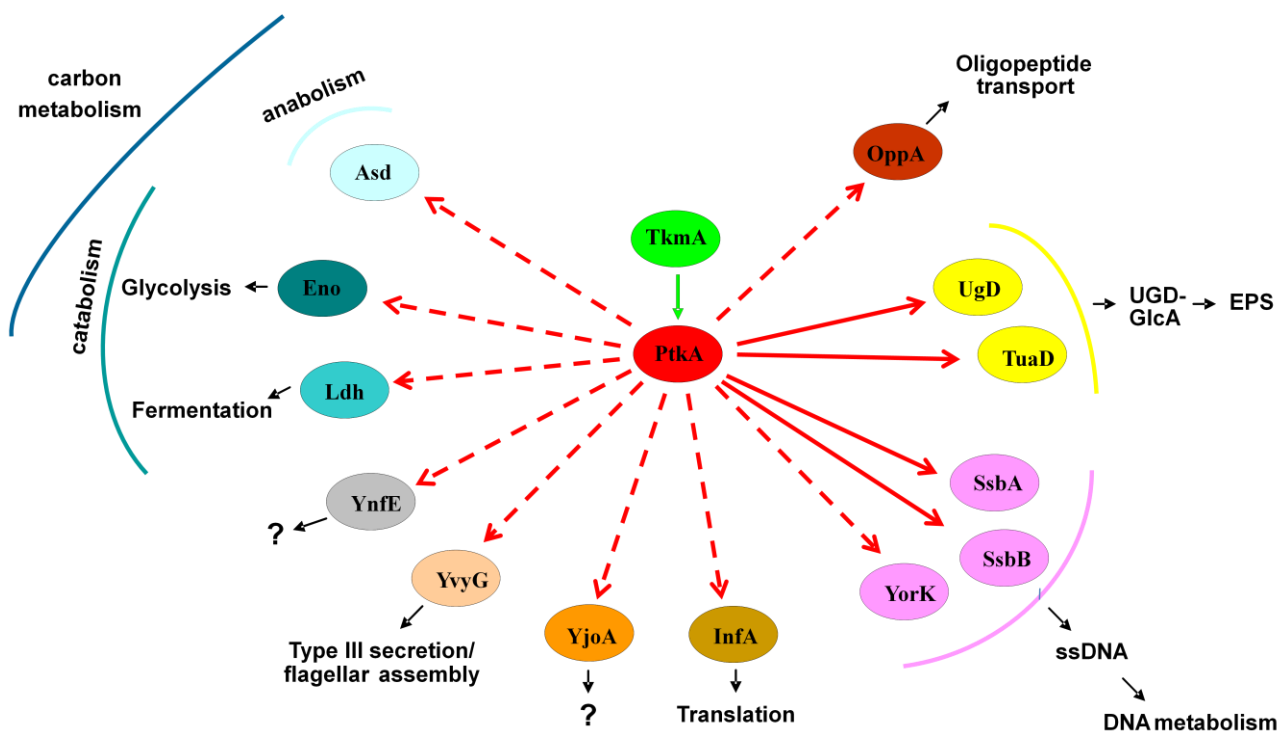 carbon
metabolism
anabolism
Oligopeptide
transport
OppA
Asd
TkmA
catabolism
Glycolysis
Eno
UgD
UGD-
GlcA
EPS
PtkA
TuaD
Ldh
Fermentation
SsbA
YnfE
?
SsbB
YvyG
YorK
YjoA
InfA
Type III secretion/
flagellar assembly
ssDNA
?
Translation
DNA metabolism